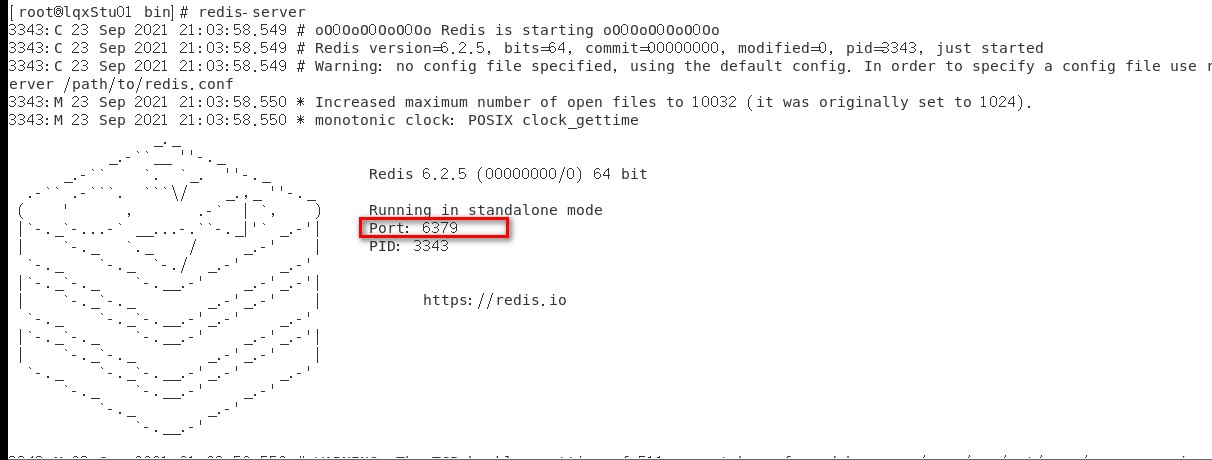 [root@lqxStu01 bin]# redis-server
3343:C 23 Sep 2021 21:03:58.549 # oO0OoO0OoO0Oo Redis is starting oO0OoO0OoO0Oo
3343:C 23 Sep 2021 21:03:58.549 # Redis version=6.2.5, bits=64, commit=00000000, modified=0, pid=3343, just started
3343:C 23 Sep 2021 21:03:58.549 # Warning: no config file specified, using the default config. In order to specify a config file use r
erver /path/to/redis.conf
3343:M 23 Sep 2021 21:03:58.550 * Increased maximum number of open files to 10032 (it was originally set to 1024).
3343:M 23 Sep 2021 21:03:58.550 * monotonic clock: POSIX clock_gettime
Redis 6.2.5 (00000000/0) 64 bit
Running in standalone mode
Port: 6379
PID: 3343
https://redis.io